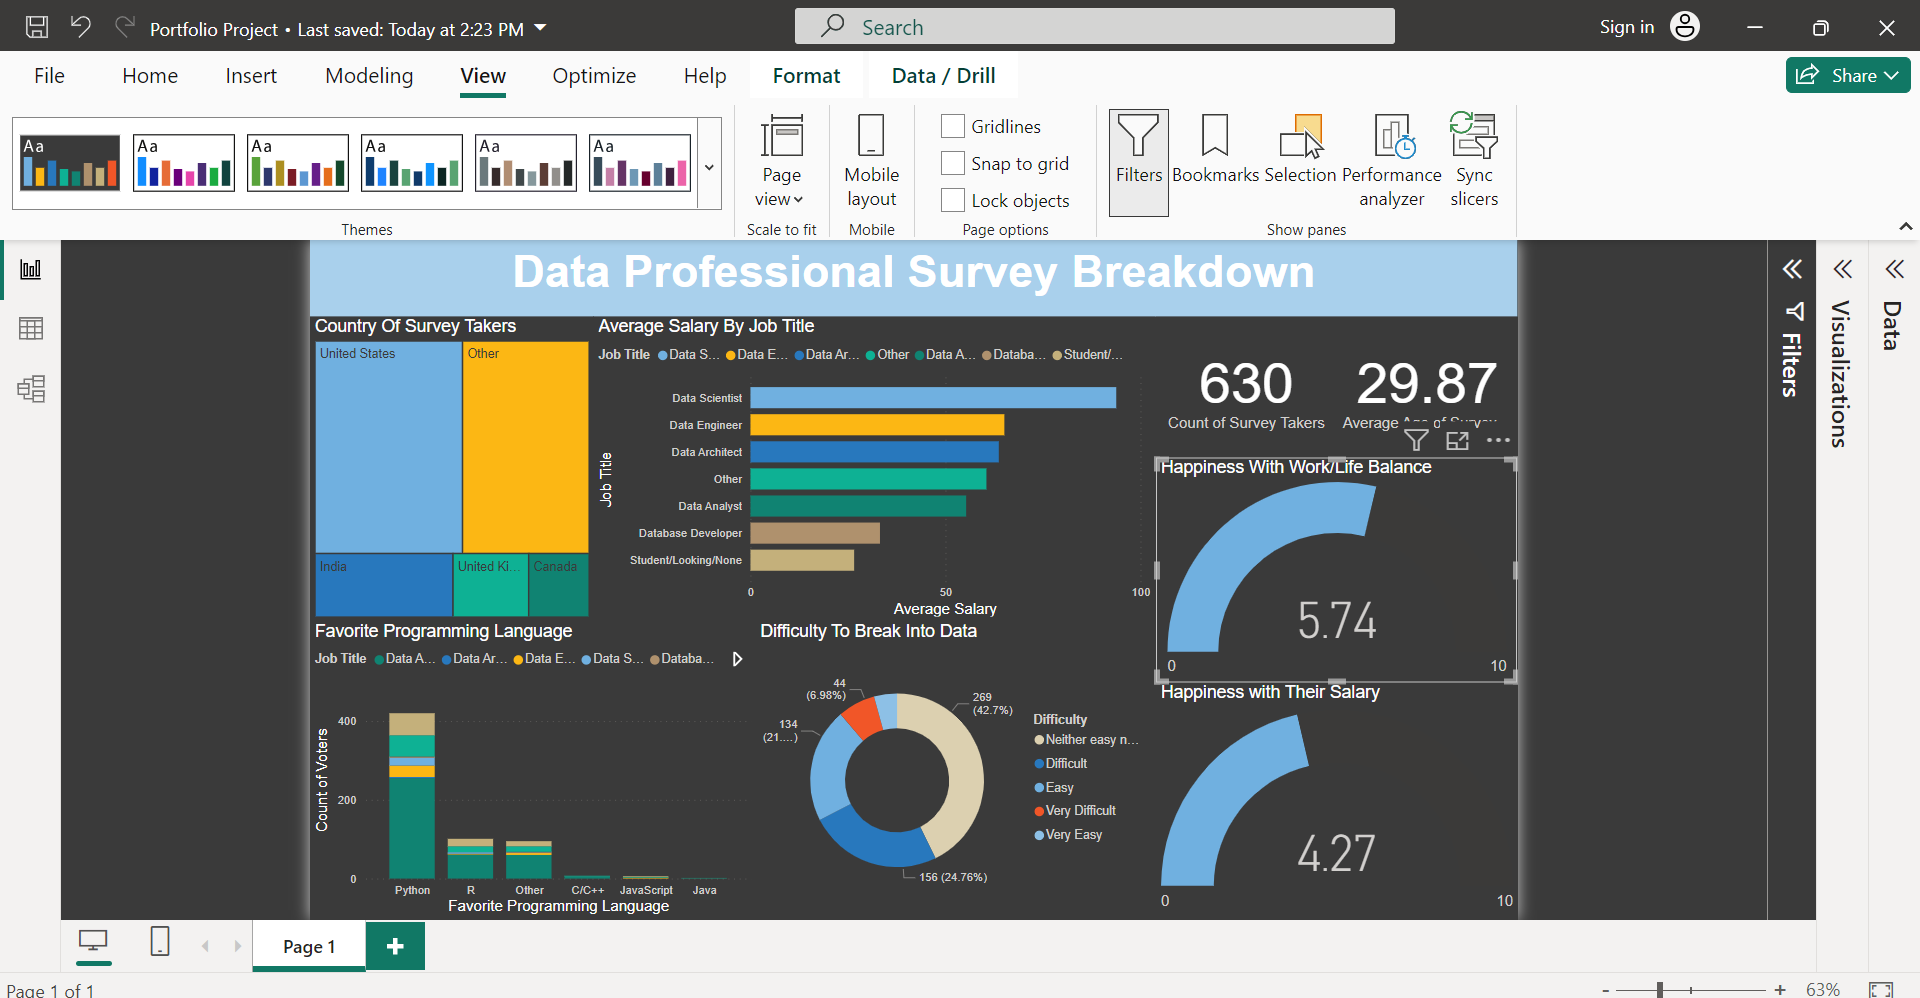 Portfolio Project • Last saved: Today at 2:23 PM
Search
Sign in
File Home Insert Modeling View Optimize Help Format Data / Drill
Share
Aa Aa Aa Aa Aa Aa
Themes
Page view
Scale to fit
Mobile layout
Mobile
Gridlines
Snap to grid
Lock objects
Page options
Filters
Bookmarks
Selection
Performance analyzer
Sync slicers
Show panes
Data Professional Survey Breakdown
Country Of Survey Takers
United States
Other
India
United Ki...
Canada
Average Salary By Job Title
Job Title Data S... Data E... Data Ar... Other Data A... Databa... Student/...
Job Title
Data Scientist
Data Engineer
Data Architect
Other
Data Analyst
Database Developer
Student/Looking/None
0 50 100
Average Salary
630
Count of Survey Takers
29.87
Average Age of Survey
Happiness With Work/Life Balance
5.74
0 10
Happiness with Their Salary
4.27
0 10
Favorite Programming Language
Job Title Data A... Data Ar... Data E... Data S... Databa...
Count of Voters
400
200
0
Python R Other C/C++ JavaScript Java
Favorite Programming Language
Difficulty To Break Into Data
44
(6.98%)
269
(42.7%)
134
(21....)
156 (24.76%)
Difficulty
Neither easy n...
Difficult
Easy
Very Difficult
Very Easy
Filters
Visualizations
Data
Page 1
+
Page 1 of 1
- + 63%